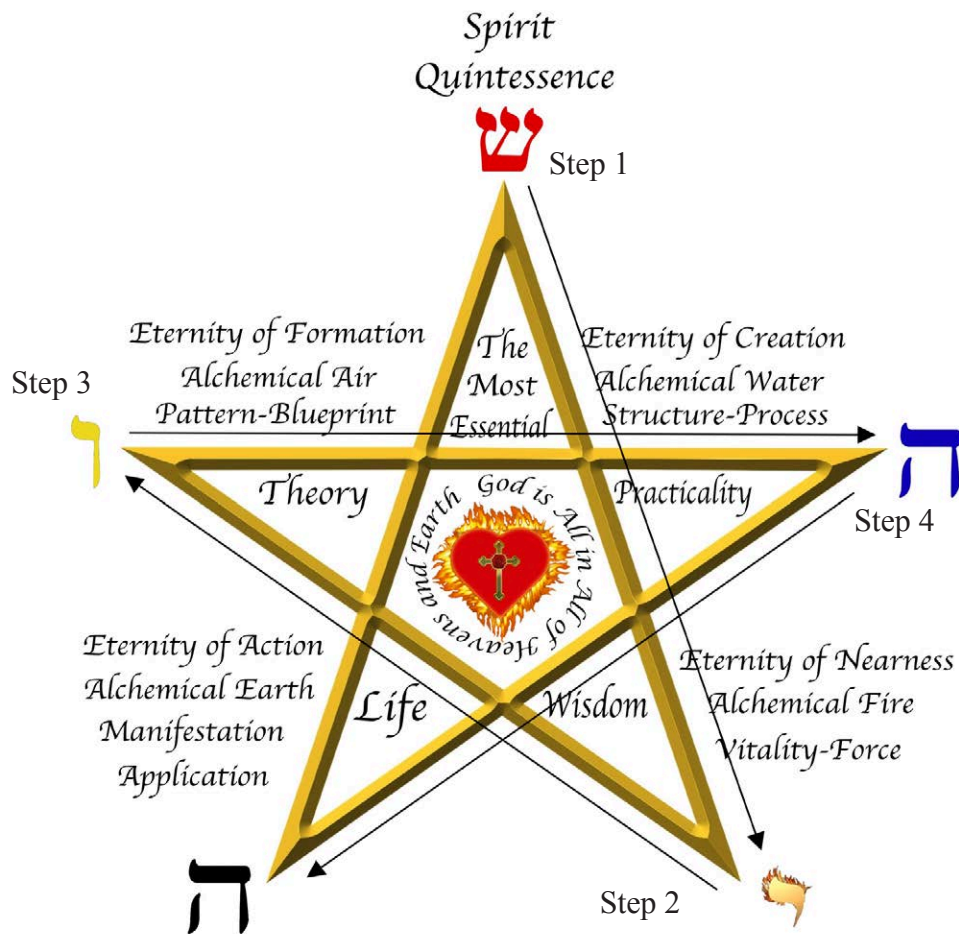 Spirit
Quintessence
ש
Step 1
Eternity of Formation
Alchemical Air
Pattern-Blueprint
The
Most
Essential
Eternity of Creation
Alchemical Water
Structure-Process
Step 3
ו
ה
Theory
Practicality
Step 4
God is All in All of Heavens and Earth
Eternity of Action
Alchemical Earth
Manifestation
Application
Life
Wisdom
Eternity of Nearness
Alchemical Fire
Vitality-Force
ה
Step 2
י